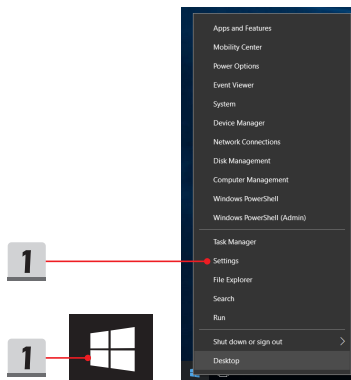 Apps and Features
Mobility Center
Power Options
Event Viewer
System
Device Manager
Network Connections
Disk Management
Computer Management
Windows PowerShell
Windows PowerShell (Admin)
Task Manager
1
Settings
File Explorer
Search
Run
1
Shut down or sign out
Desktop